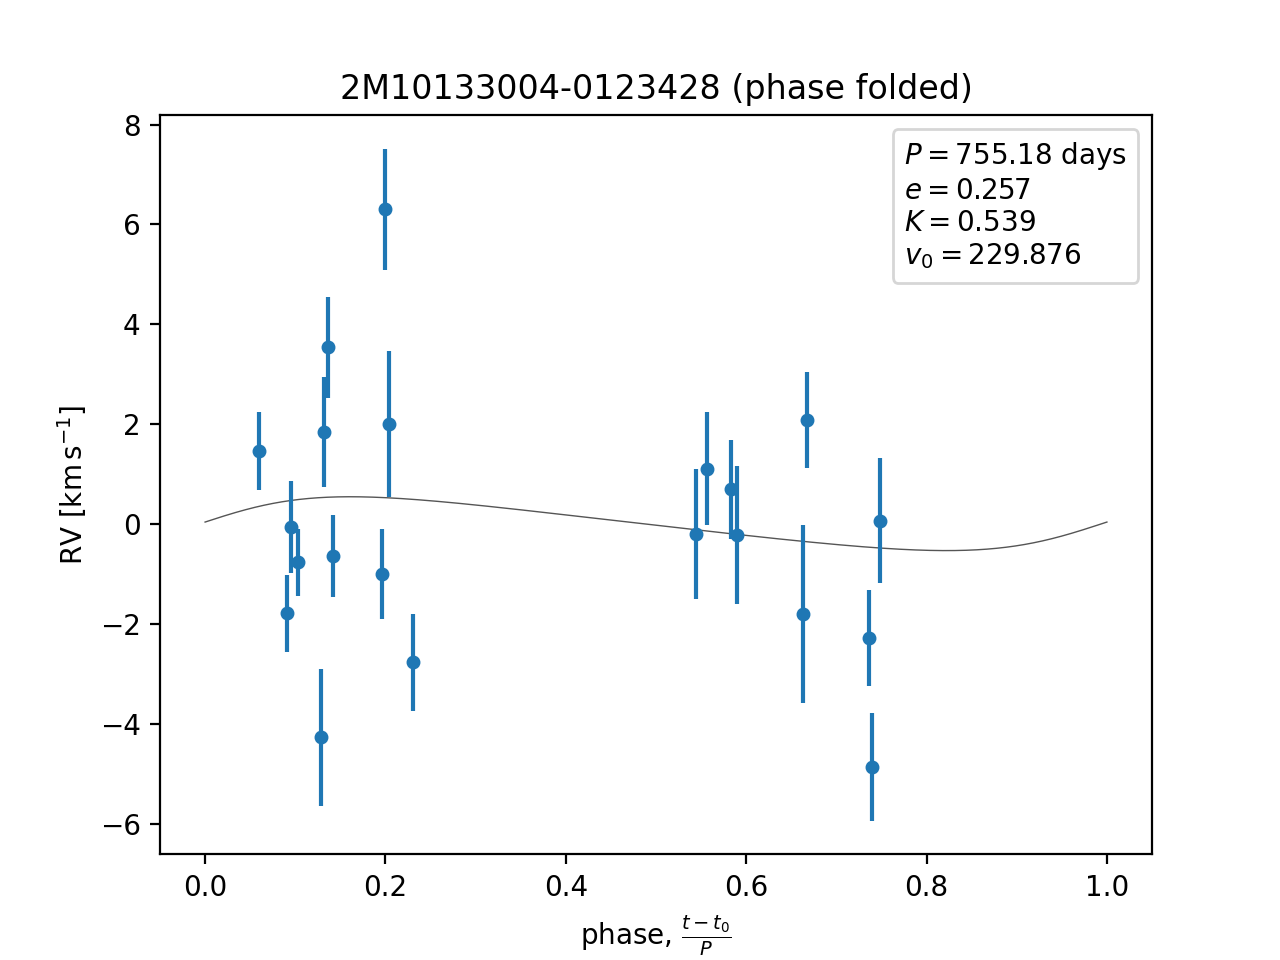 2M10133004-0123428 (phase folded)
P = 755.18 days
e = 0.257
K = 0.539
v₀ = 229.876
RV [km s⁻¹]
8
6
4
2
0
−2
−4
−6
0.0 0.2 0.4 0.6 0.8 1.0
phase, (t − t₀)/P